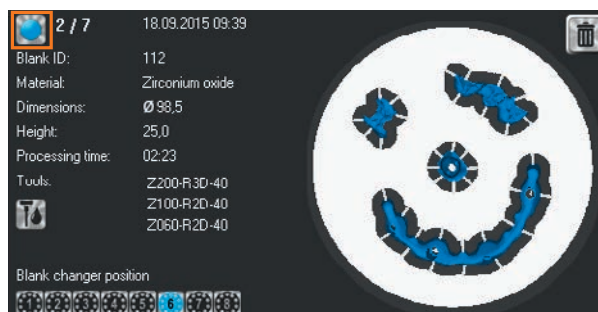 2 / 7 18.09.2015 09:39
Blank ID: 112
Material: Zirconium oxide
Dimensions: Ø 98,5
Height: 25,0
Processing time: 02:23
Tools: Z200-R3D-40
Z100-R2D-40
Z060-R2D-40
Blank changer position
1 2 3 4 5 6 7 8